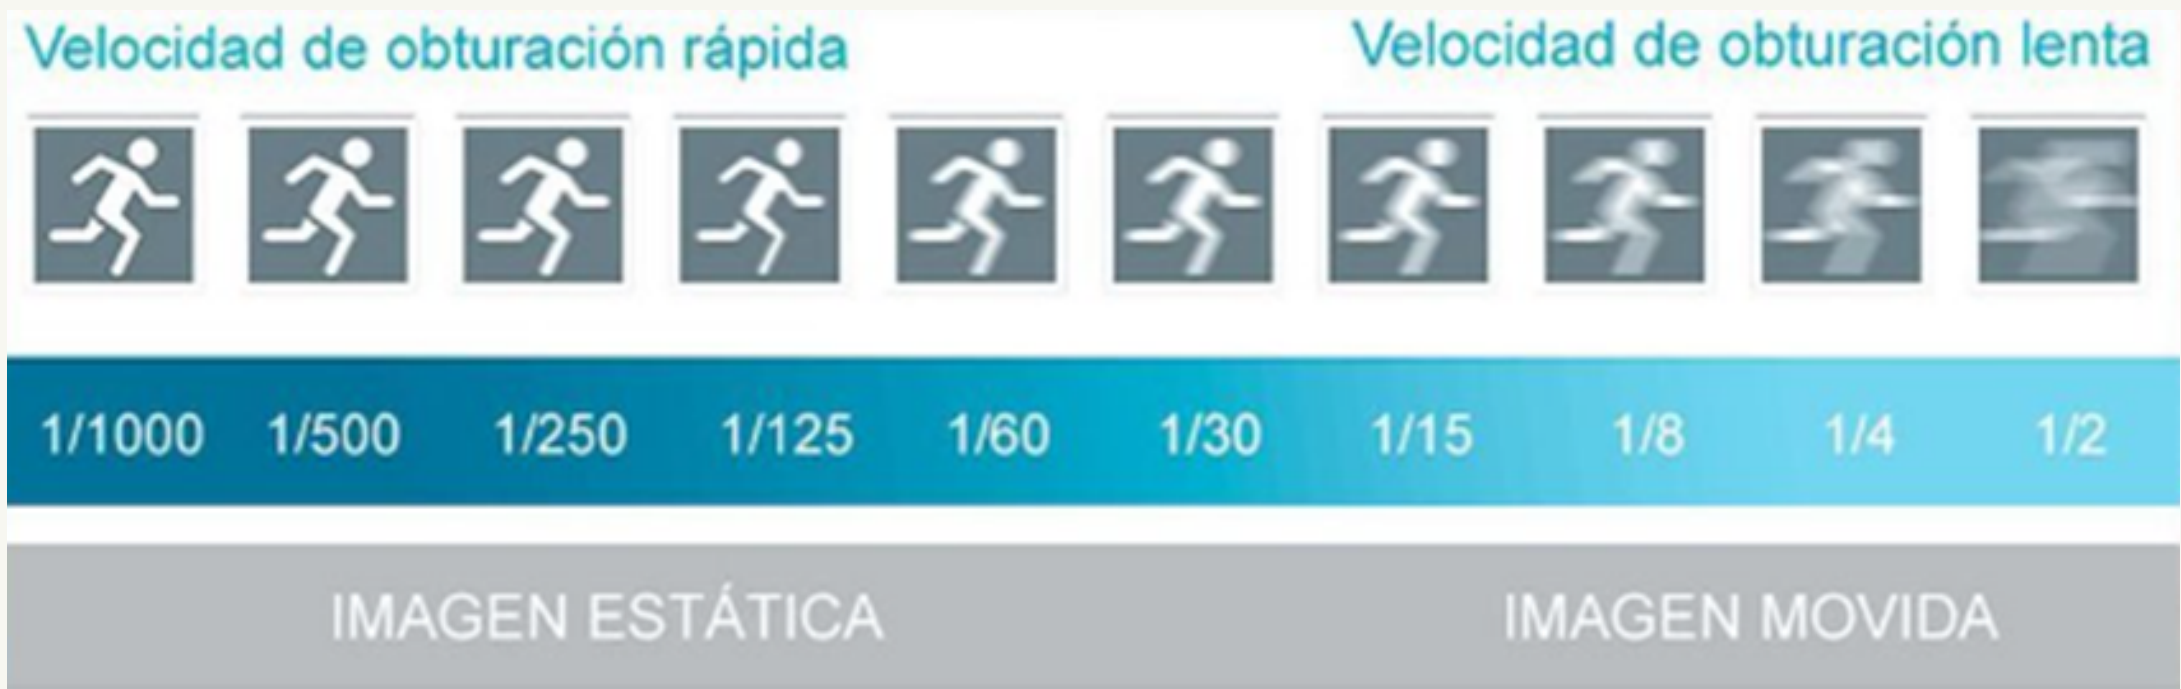 Velocidad de obturación rápida
Velocidad de obturación lenta
1/1000 1/500 1/250 1/125 1/60 1/30 1/15 1/8 1/4 1/2
IMAGEN ESTÁTICA
IMAGEN MOVIDA